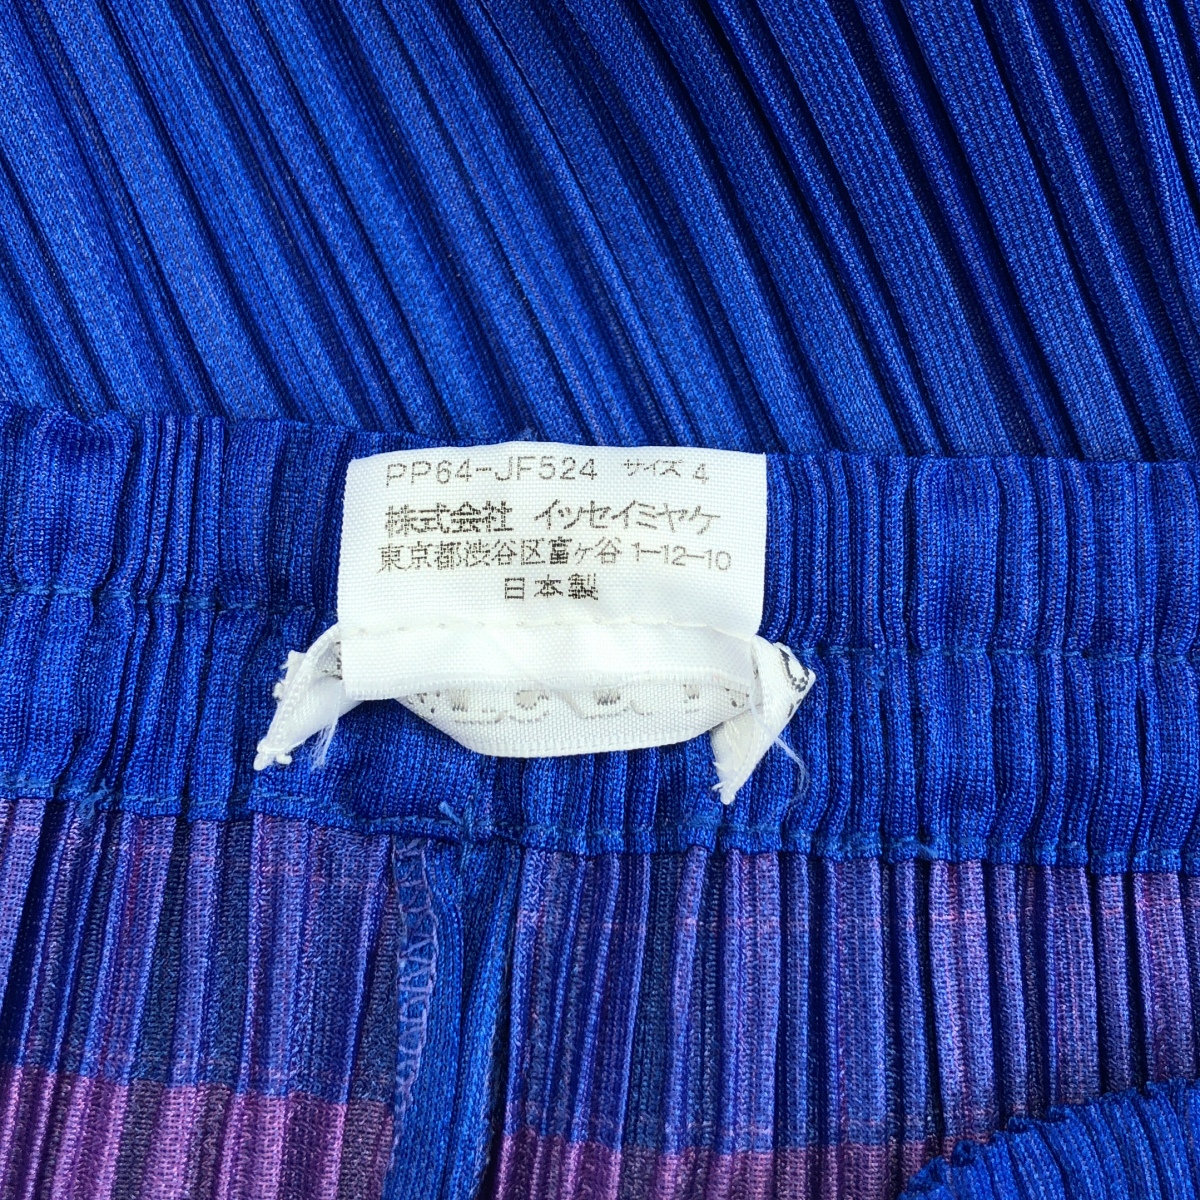 PP64-JF524 サイズ 4
株式会社 イッセイミヤケ
東京都渋谷区富ヶ谷 1-12-10
日本製